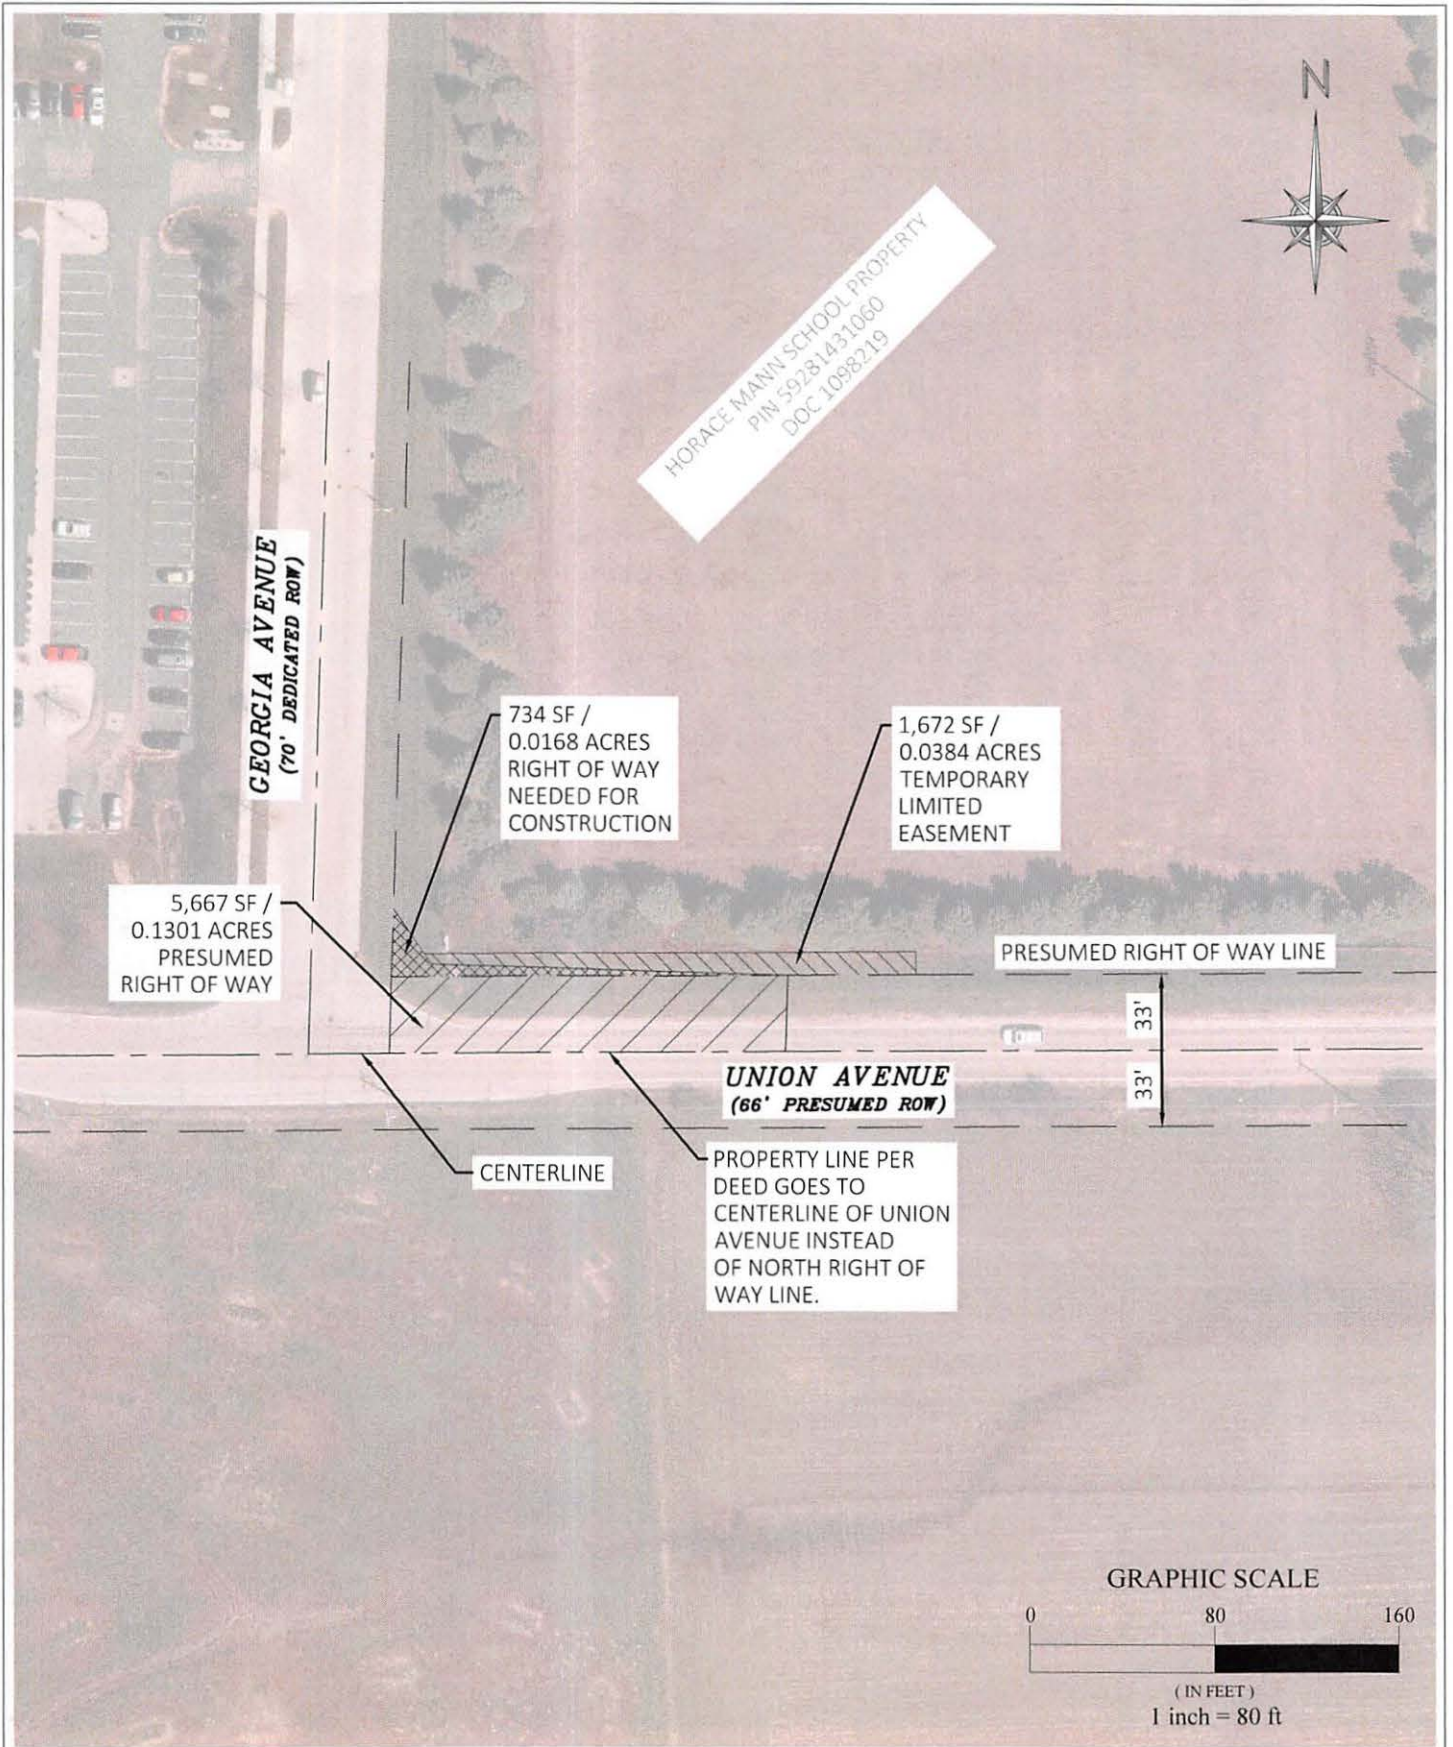 N
HORACE MANN SCHOOL PROPERTY
PIN 59281431060
DOC 1098219
GEORGIA AVENUE
(70' DEDICATED ROW)
734 SF /
0.0168 ACRES
RIGHT OF WAY
NEEDED FOR
CONSTRUCTION
1,672 SF /
0.0384 ACRES
TEMPORARY
LIMITED
EASEMENT
5,667 SF /
0.1301 ACRES
PRESUMED
RIGHT OF WAY
PRESUMED RIGHT OF WAY LINE
33'
33'
UNION AVENUE
(66' PRESUMED ROW)
CENTERLINE
PROPERTY LINE PER
DEED GOES TO
CENTERLINE OF UNION
AVENUE INSTEAD
OF NORTH RIGHT OF
WAY LINE.
GRAPHIC SCALE
0 80 160
( IN FEET )
1 inch = 80 ft